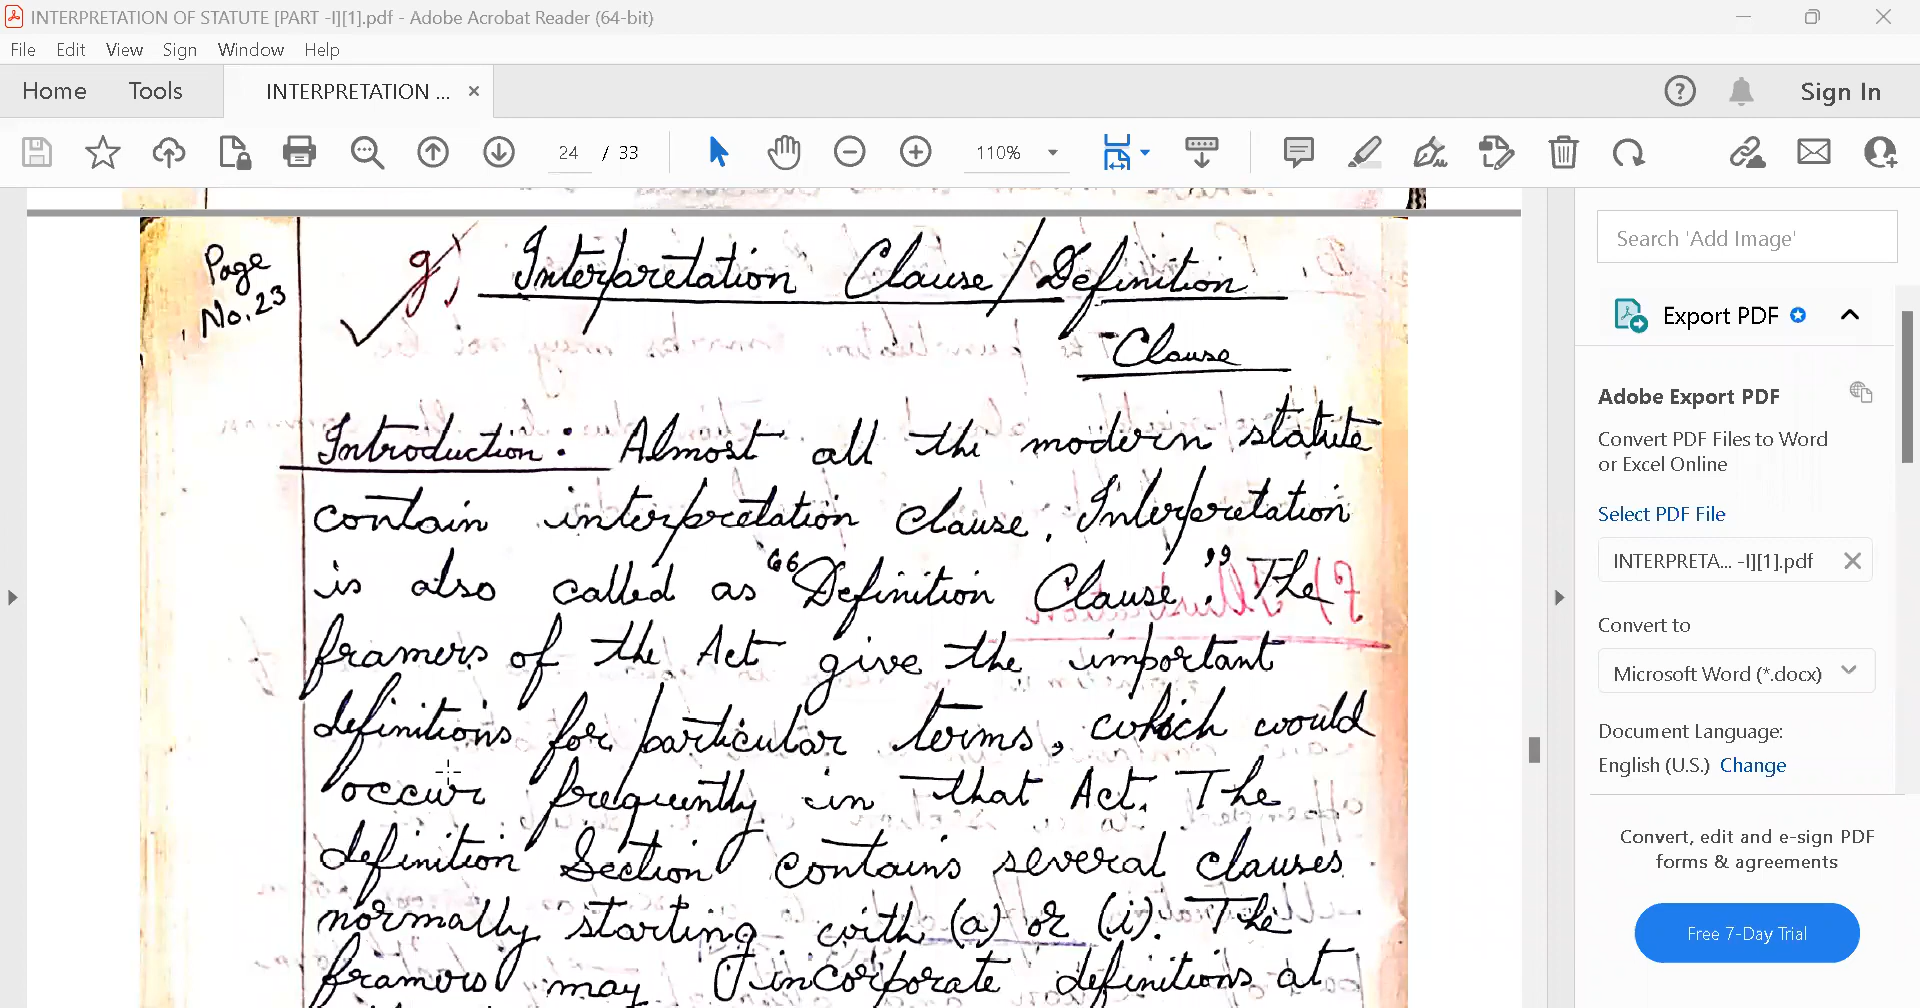 INTERPRETATION OF STATUTE [PART -I][1].pdf - Adobe Acrobat Reader (64-bit)
File Edit View Sign Window Help
Home Tools INTERPRETATION ... × Sign In
24 / 33 110%
Page
No.23
g) Interpretation Clause/Definition
-Clause
Introduction: Almost all the modern statute
contain interpretation clause. Interpretation
is also called as "Definition Clause". The
framers of the Act give the important
definitions for particular terms, which would
occur frequently in that Act. The
definition Section contains several clauses
normally starting with (a) or (i). The
framers may incorporate definitions at
Search 'Add Image'
Export PDF
Adobe Export PDF
Convert PDF Files to Word
or Excel Online
Select PDF File
INTERPRETA... -I][1].pdf
Convert to
Microsoft Word (*.docx)
Document Language:
English (U.S.) Change
Convert, edit and e-sign PDF
forms & agreements
Free 7-Day Trial